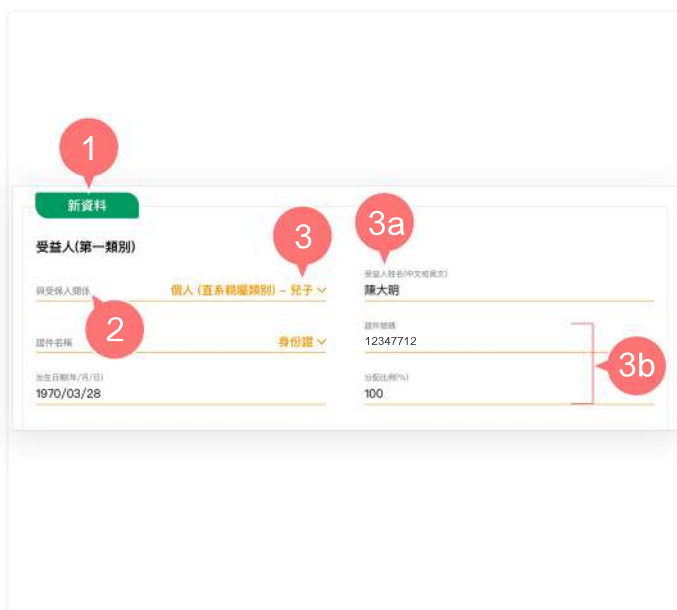 1
新資料
受益人(第一類別)
3
3a
與受保人關係
個人 (直系親屬類別) – 兒子
受益人姓名(中文或英文)
陳大明
2
證件名稱
身份證
證件號碼
12347712
3b
出生日期(年/月/日)
1970/03/28
分配比例(%)
100